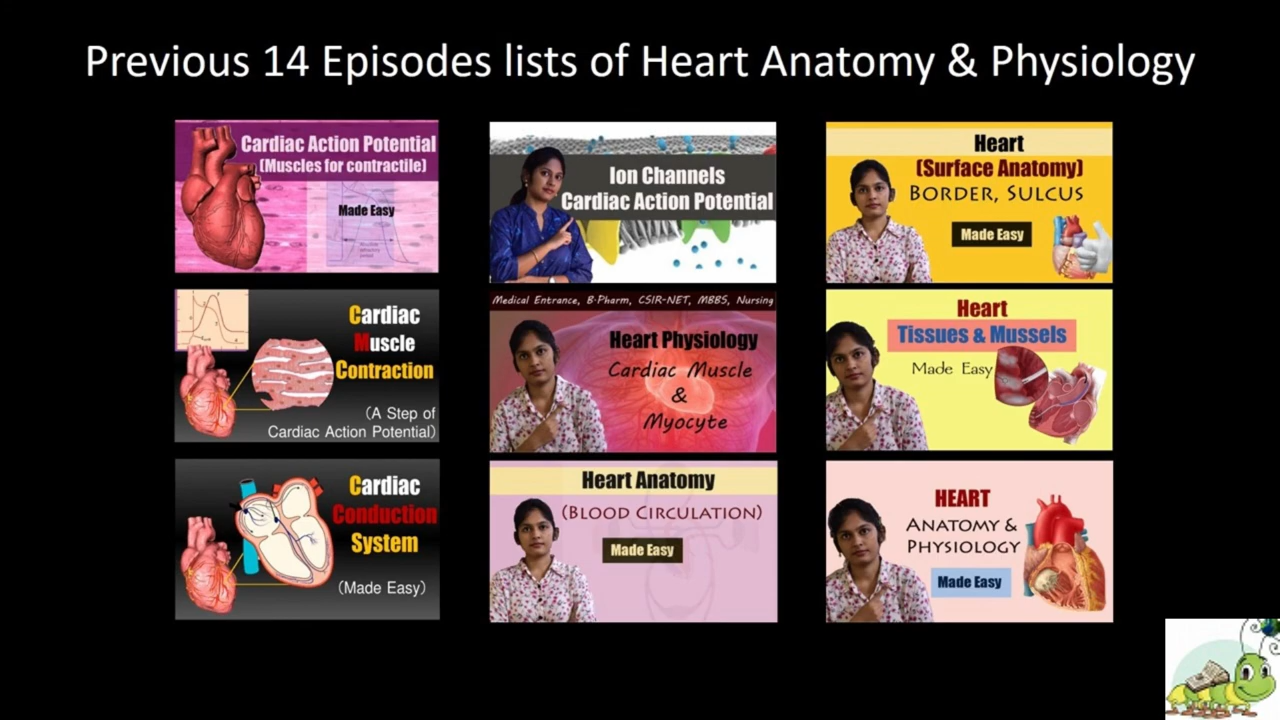 Previous 14 Episodes lists of Heart Anatomy & Physiology
Cardiac Action Potential
(Muscles for contractile)
Made Easy
Ion Channels
Cardiac Action Potential
Heart
(Surface Anatomy)
BORDER, SULCUS
Made Easy
Cardiac
Muscle
Contraction
(A Step of
Cardiac Action Potential)
Medical Entrance, B-Pharm, CSIR-NET, MBBS, Nursing
Heart Physiology
Cardiac Muscle
&
Myocyte
Heart
Tissues & Mussels
Made Easy
Cardiac
Conduction
System
(Made Easy)
Heart Anatomy
(BLOOD CIRCULATION)
Made Easy
HEART
ANATOMY &
PHYSIOLOGY
Made Easy